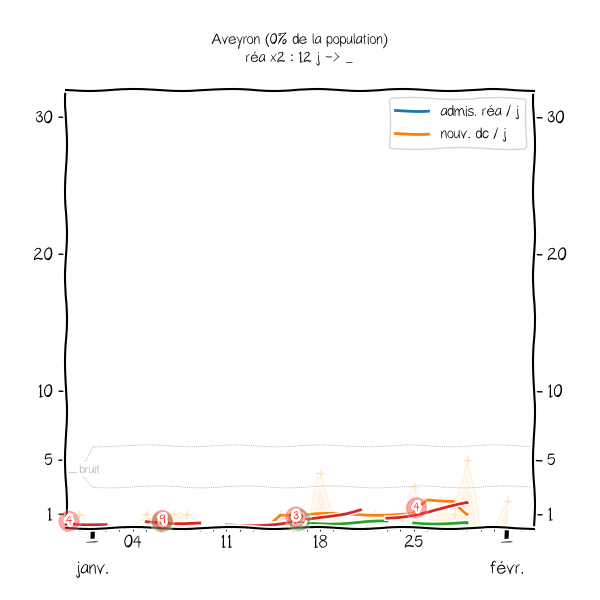 Aveyron (0% de la population)
réa x2 : 12 j -> _
admis. réa / j
nouv. dc / j
30
30
20
20
10
10
5
5
bruit
1
1
4
9
3
4
04
11
18
25
janv.
févr.